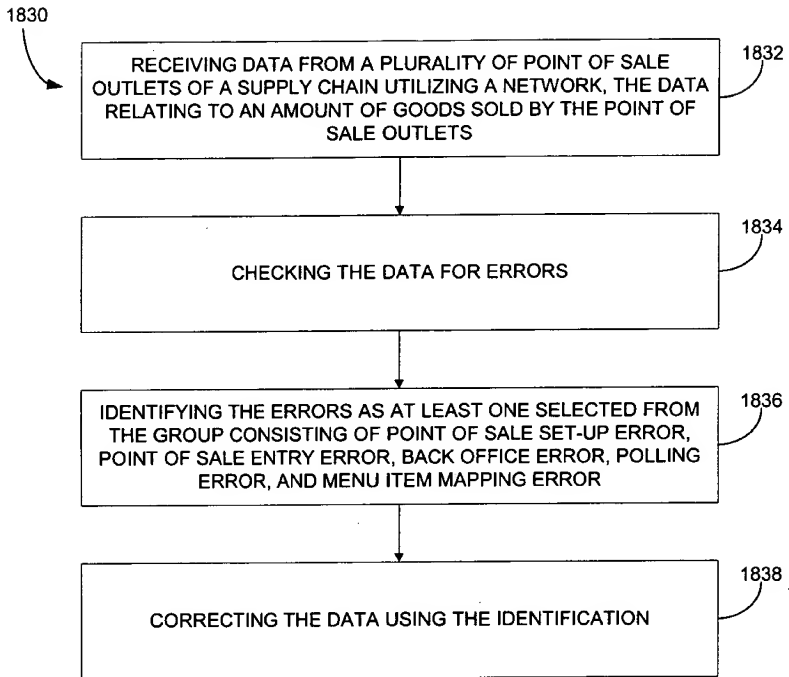 1830
RECEIVING DATA FROM A PLURALITY OF POINT OF SALE
OUTLETS OF A SUPPLY CHAIN UTILIZING A NETWORK, THE DATA
RELATING TO AN AMOUNT OF GOODS SOLD BY THE POINT OF
SALE OUTLETS
1832
CHECKING THE DATA FOR ERRORS
1834
IDENTIFYING THE ERRORS AS AT LEAST ONE SELECTED FROM
THE GROUP CONSISTING OF POINT OF SALE SET-UP ERROR,
POINT OF SALE ENTRY ERROR, BACK OFFICE ERROR, POLLING
ERROR, AND MENU ITEM MAPPING ERROR
1836
CORRECTING THE DATA USING THE IDENTIFICATION
1838